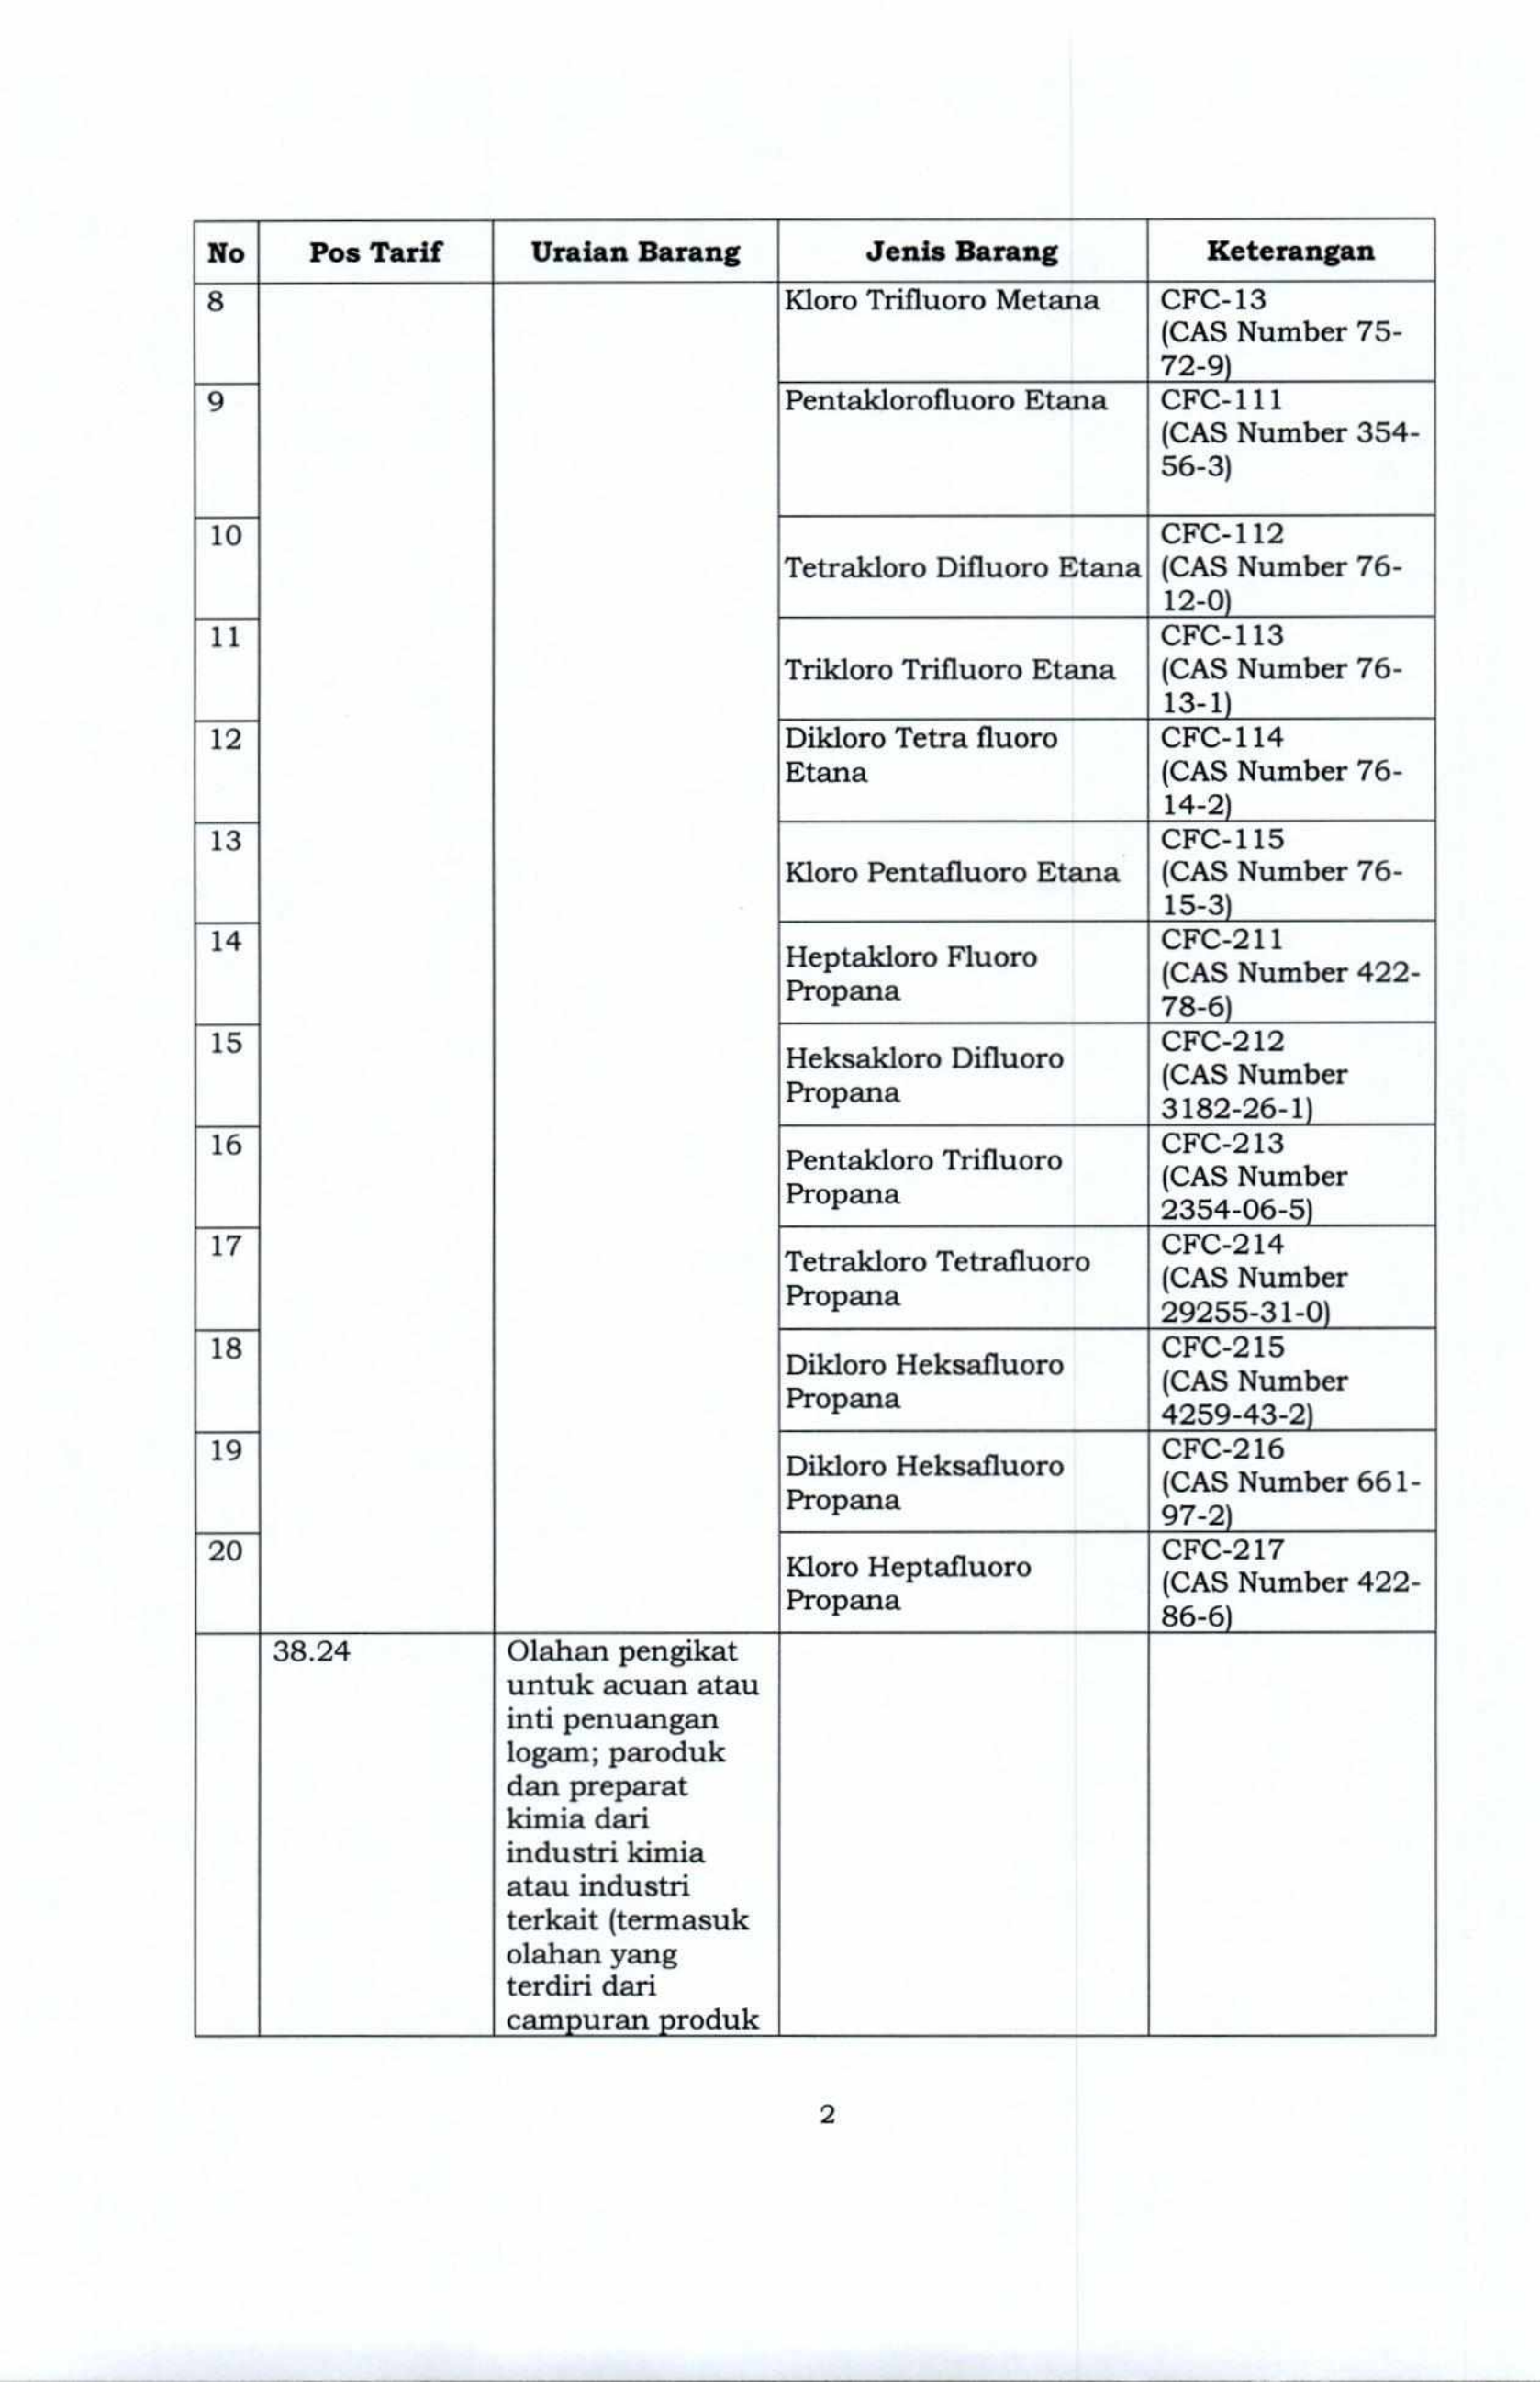 No Pos Tarif Uraian Barang Jenis Barang Keterangan
8 Kloro Trifluoro Metana CFC-13
(CAS Number 75-
72-9)
9 Pentaklorofluoro Etana CFC-111
(CAS Number 354-
56-3)
10 CFC-112
Tetrakloro Difluoro Etana (CAS Number 76-
12-0)
11 CFC-113
Trikloro Trifluoro Etana (CAS Number 76-
13-1)
12 Dikloro Tetra fluoro CFC-114
Etana (CAS Number 76-
14-2)
13 CFC-115
Kloro Pentafluoro Etana (CAS Number 76-
15-3)
14 Heptakloro Fluoro CFC-211
Propana (CAS Number 422-
78-6)
15 Heksakloro Difluoro CFC-212
Propana (CAS Number
3182-26-1)
16 Pentakloro Trifluoro CFC-213
Propana (CAS Number
2354-06-5)
17 Tetrakloro Tetrafluoro CFC-214
Propana (CAS Number
29255-31-0)
18 Dikloro Heksafluoro CFC-215
Propana (CAS Number
4259-43-2)
19 Dikloro Heksafluoro CFC-216
Propana (CAS Number 661-
97-2)
20 Kloro Heptafluoro CFC-217
Propana (CAS Number 422-
86-6)
38.24 Olahan pengikat
untuk acuan atau
inti penuangan
logam; paroduk
dan preparat
kimia dari
industri kimia
atau industri
terkait (termasuk
olahan yang
terdiri dari
campuran produk
2